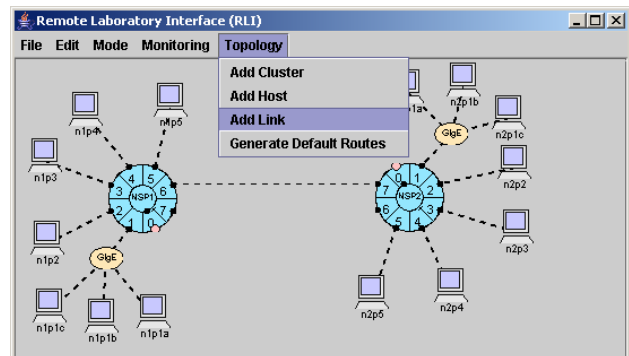 Remote Laboratory Interface (RLI)
File Edit Mode Monitoring Topology
Add Cluster
Add Host
Add Link
Generate Default Routes
n1p4
n1p5
1a
n2p1b
GigE
n2p1c
n1p3
4 5
3 6
NSP1
2 7
1 0
0 1
7 2
NSP2
6 3
5 4
n2p2
n1p2
GigE
n2p3
n1p1c
n1p1b
n1p1a
n2p5
n2p4